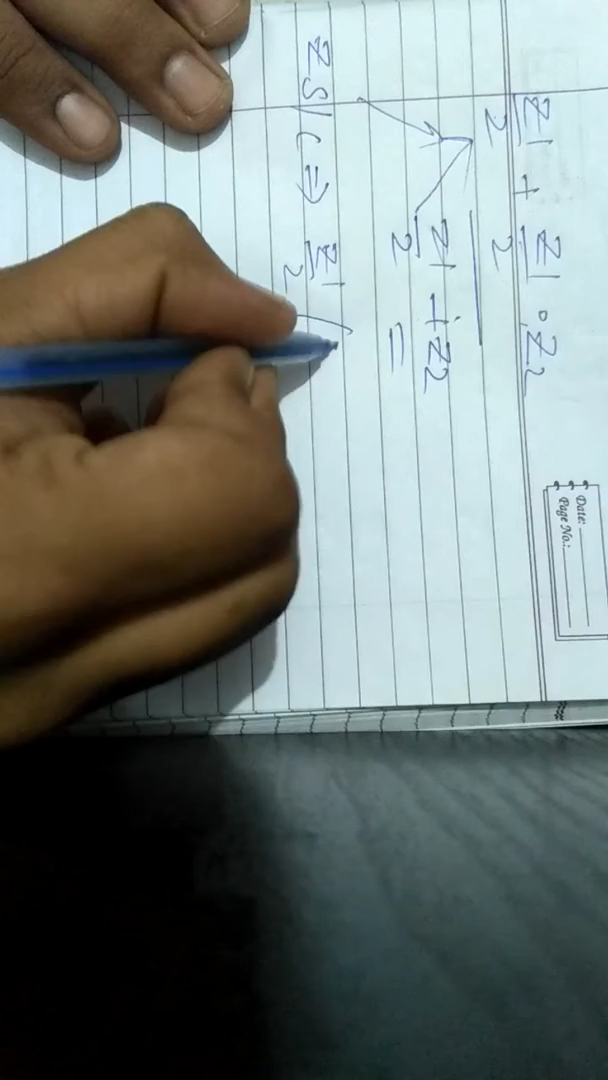 Date:
Page No.:
Z1/2 + Z1/2 . Z2
Z1/2 + Z2 =
Zs/c ⇒ Z1/2